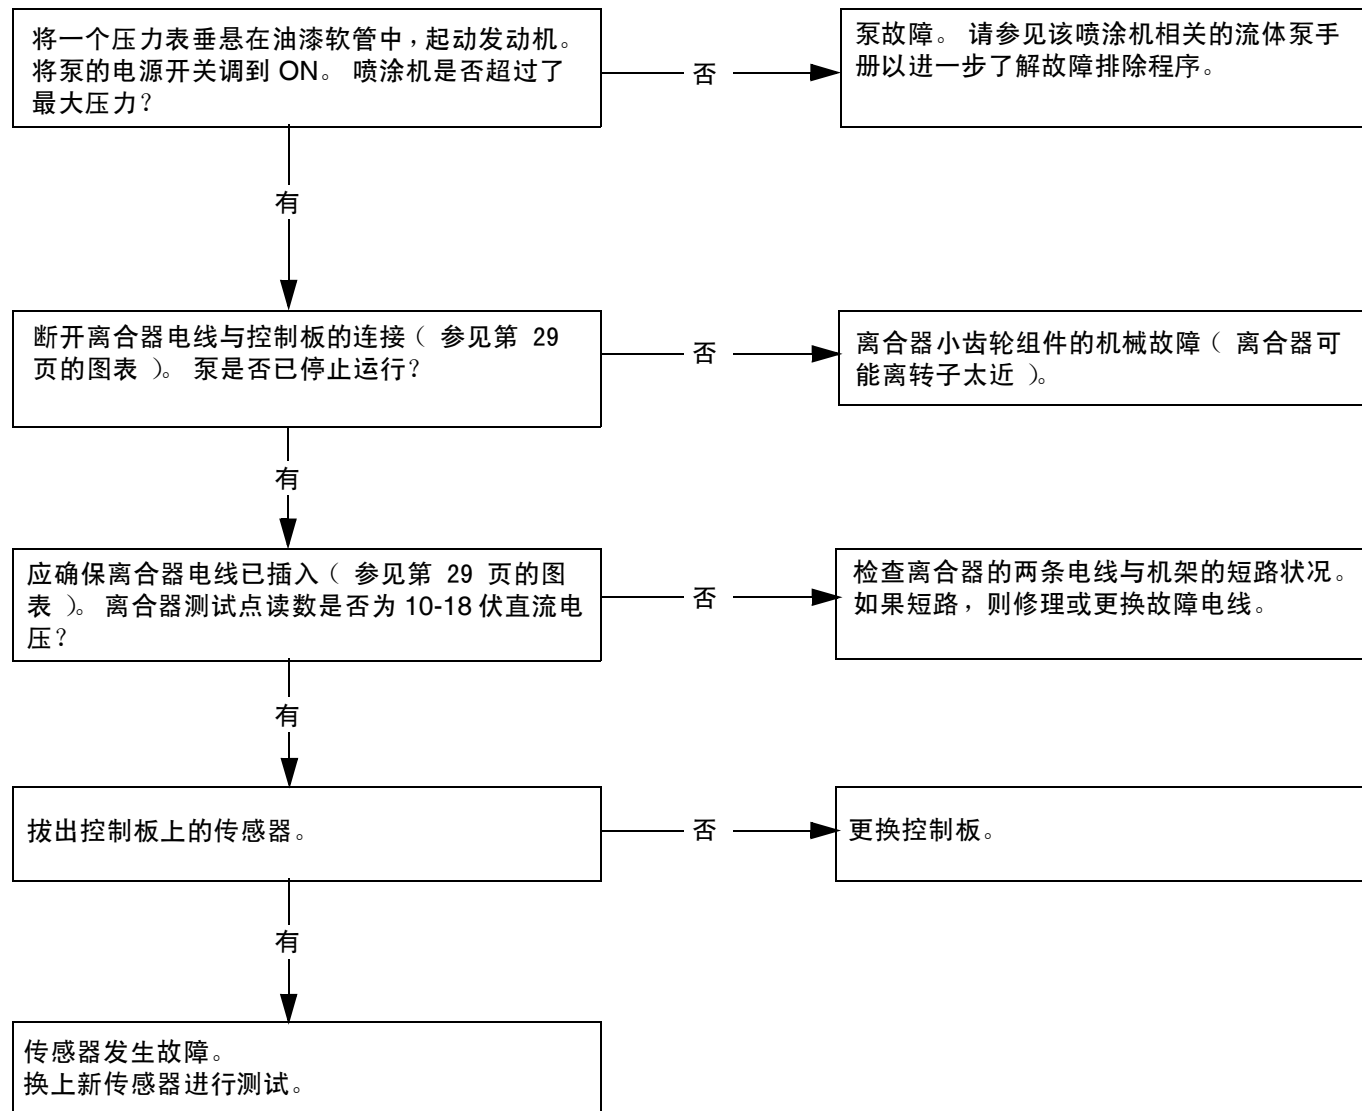 将一个压力表垂悬在油漆软管中，起动发动机。
将泵的电源开关调到 ON。 喷涂机是否超过了
最大压力？
否
泵故障。 请参见该喷涂机相关的流体泵手
册以进一步了解故障排除程序。
有
断开离合器电线与控制板的连接（ 参见第 29
页的图表 ）。 泵是否已停止运行？
否
离合器小齿轮组件的机械故障（ 离合器可
能离转子太近 ）。
有
应确保离合器电线已插入（ 参见第 29 页的图
表 ）。 离合器测试点读数是否为 10-18 伏直流电
压？
否
检查离合器的两条电线与机架的短路状况。
如果短路，则修理或更换故障电线。
有
拔出控制板上的传感器。
否
更换控制板。
有
传感器发生故障。
换上新传感器进行测试。